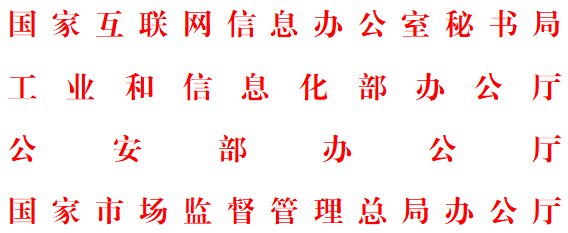 国家互联网信息办公室秘书局
工业和信息化部办公厅
公安部办公厅
国家市场监督管理总局办公厅